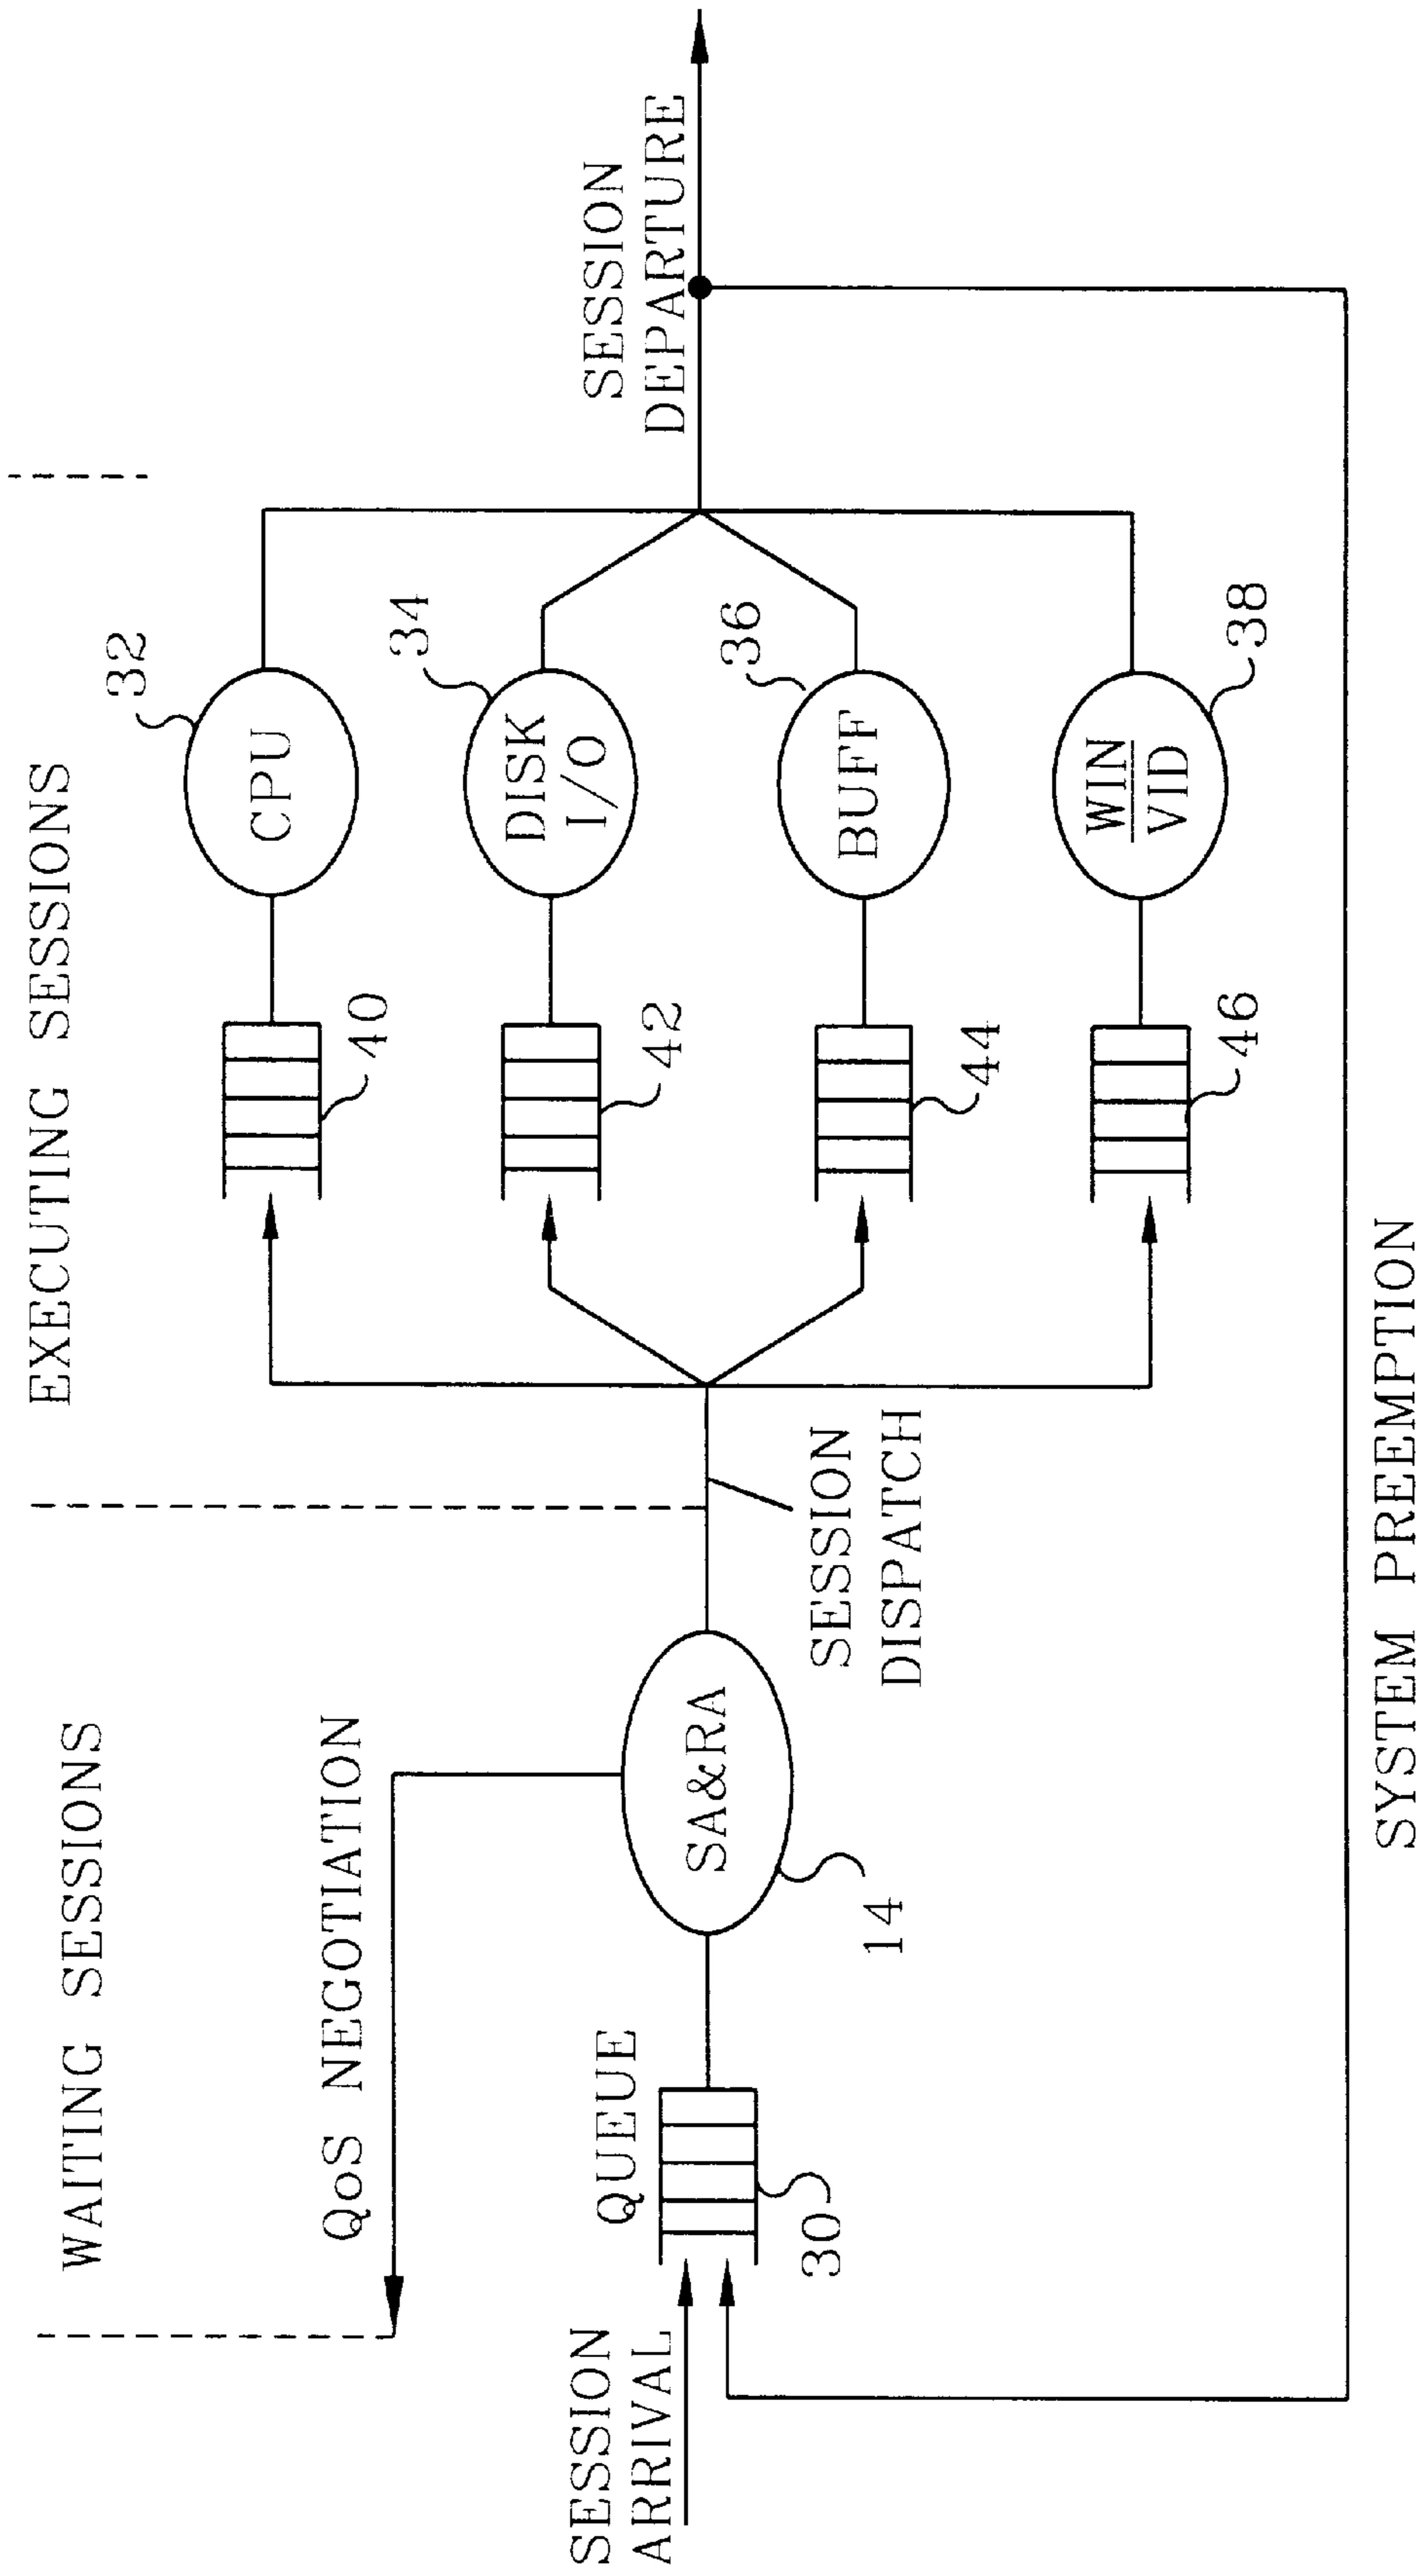 WAITING SESSIONS
EXECUTING SESSIONS
QoS NEGOTIATION
SESSION
ARRIVAL
QUEUE
30
SA&RA
14
SESSION
DISPATCH
40
CPU
32
42
DISK
I/O
34
44
BUFF
36
46
WIN
VID
38
SESSION
DEPARTURE
SYSTEM PREEMPTION